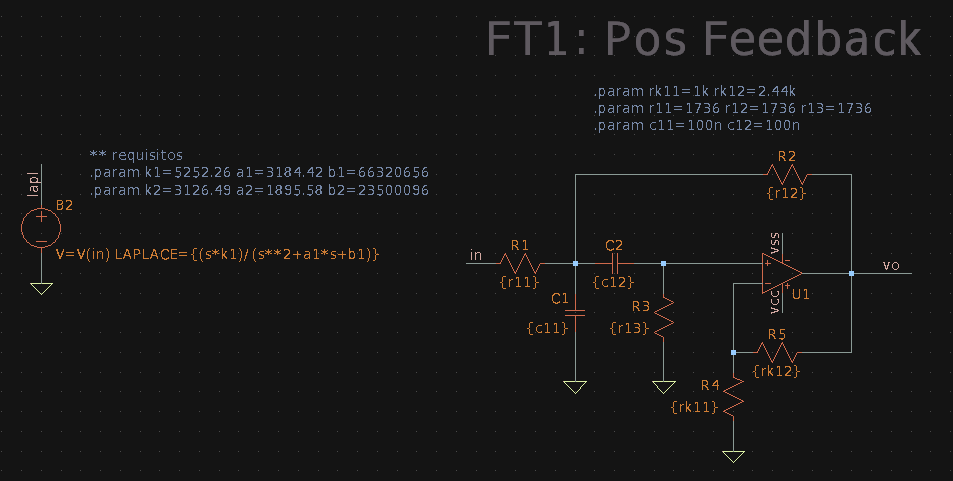 FT1: Pos Feedback
.param rk11=1k rk12=2.44k
.param r11=1736 r12=1736 r13=1736
.param c11=100n c12=100n
** requisitos
.param k1=5252.26 a1=3184.42 b1=66320656
.param k2=3126.49 a2=1895.58 b2=23500096
lapl
B2
V=V(in) LAPLACE={(s*k1)/(s**2+a1*s+b1)}
R2
{r12}
in
R1
{r11}
C2
{c12}
C1
{c11}
R3
{r13}
vss
VCC
U1
vo
R5
{rk12}
R4
{rk11}